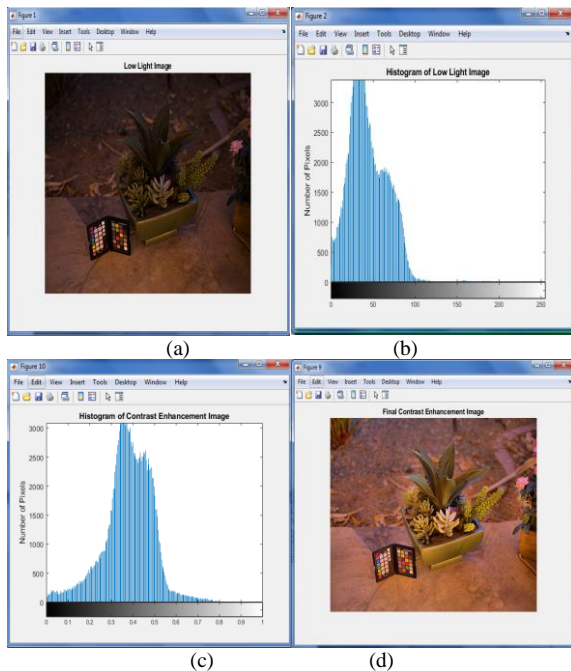 Figure 1
File Edit View Insert Tools Desktop Window Help
Low Light Image
Figure 2
File Edit View Insert Tools Desktop Window Help
Histogram of Low Light Image
Number of Pixels
3000
2500
2000
1500
1000
500
0
0 50 100 150 200 250
(a) (b)
Figure 10
File Edit View Insert Tools Desktop Window Help
Histogram of Contrast Enhancement Image
Number of Pixels
3000
2500
2000
1500
1000
500
0
0 0.1 0.2 0.3 0.4 0.5 0.6 0.7 0.8 0.9 1
Figure 9
File Edit View Insert Tools Desktop Window Help
Final Contrast Enhancement Image
(c) (d)